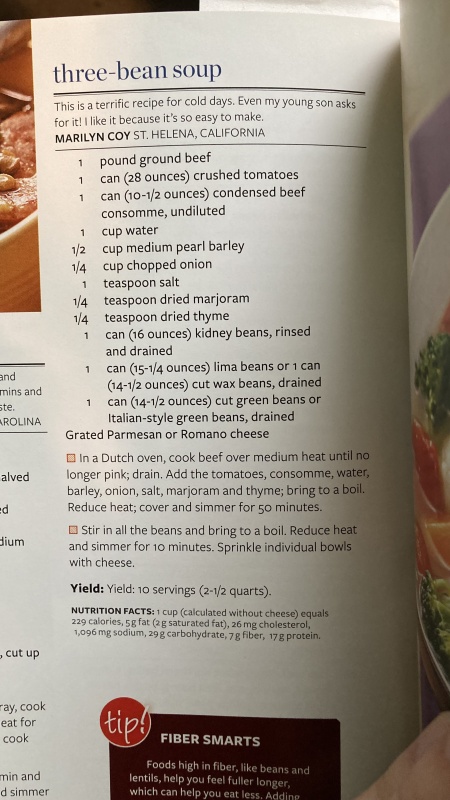 three-bean soup
This is a terrific recipe for cold days. Even my young son asks
for it! I like it because it's so easy to make.
MARILYN COY ST. HELENA, CALIFORNIA
1 pound ground beef
1 can (28 ounces) crushed tomatoes
1 can (10-1/2 ounces) condensed beef
consomme, undiluted
1 cup water
1/2 cup medium pearl barley
1/4 cup chopped onion
1 teaspoon salt
1/4 teaspoon dried marjoram
1/4 teaspoon dried thyme
1 can (16 ounces) kidney beans, rinsed
and drained
1 can (15-1/4 ounces) lima beans or 1 can
(14-1/2 ounces) cut wax beans, drained
1 can (14-1/2 ounces) cut green beans or
Italian-style green beans, drained
Grated Parmesan or Romano cheese
In a Dutch oven, cook beef over medium heat until no
longer pink; drain. Add the tomatoes, consomme, water,
barley, onion, salt, marjoram and thyme; bring to a boil.
Reduce heat; cover and simmer for 50 minutes.
Stir in all the beans and bring to a boil. Reduce heat
and simmer for 10 minutes. Sprinkle individual bowls
with cheese.
Yield: Yield: 10 servings (2-1/2 quarts).
NUTRITION FACTS: 1 cup (calculated without cheese) equals
229 calories, 5 g fat (2 g saturated fat), 26 mg cholesterol,
1,096 mg sodium, 29 g carbohydrate, 7 g fiber, 17 g protein.
tip!
FIBER SMARTS
Foods high in fiber, like beans and
lentils, help you feel fuller longer,
which can help you eat less. Adding
and
mins and
ste.
AROLINA
alved
ed
dium
, cut up
ray, cook
eat for
cook
min and
d simmer